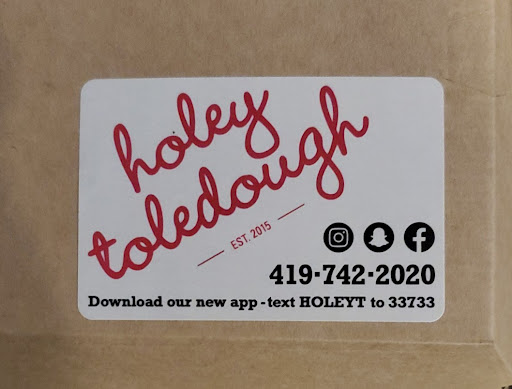 holey
toledough
EST. 2015
419-742-2020
Download our new app - text HOLEYT to 33733